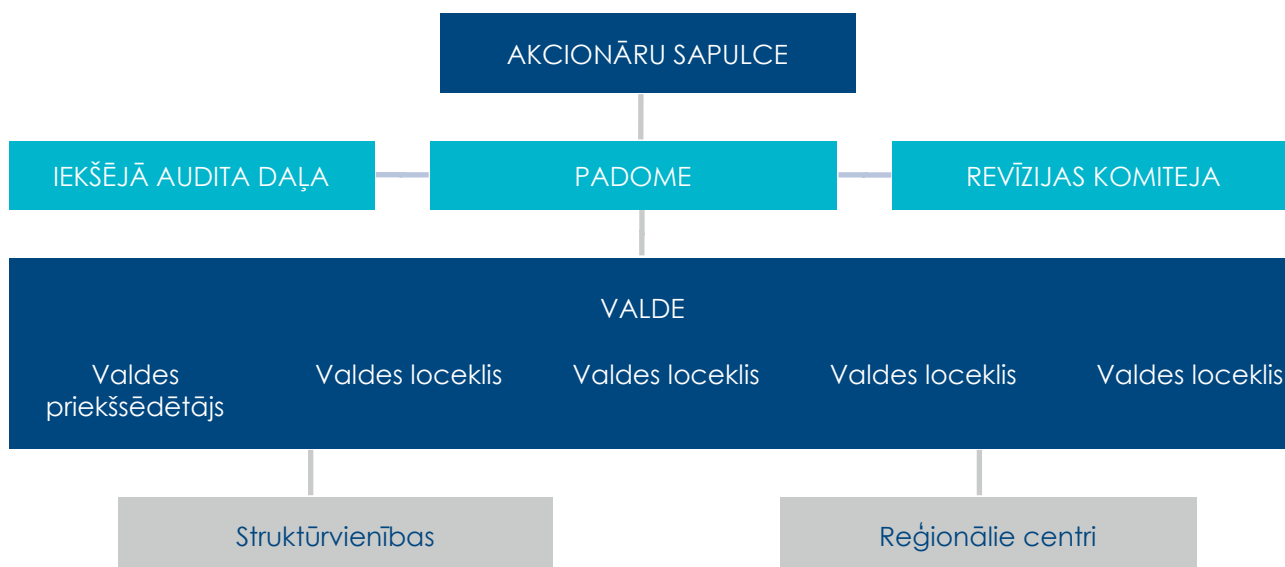 AKCIONĀRU SAPULCE
IEKŠĒJĀ AUDITA DAĻA
PADOME
REVĪZIJAS KOMITEJA
VALDE
Valdes
priekšsēdētājs
Valdes loceklis
Valdes loceklis
Valdes loceklis
Valdes loceklis
Struktūrvienības
Reģionālie centri